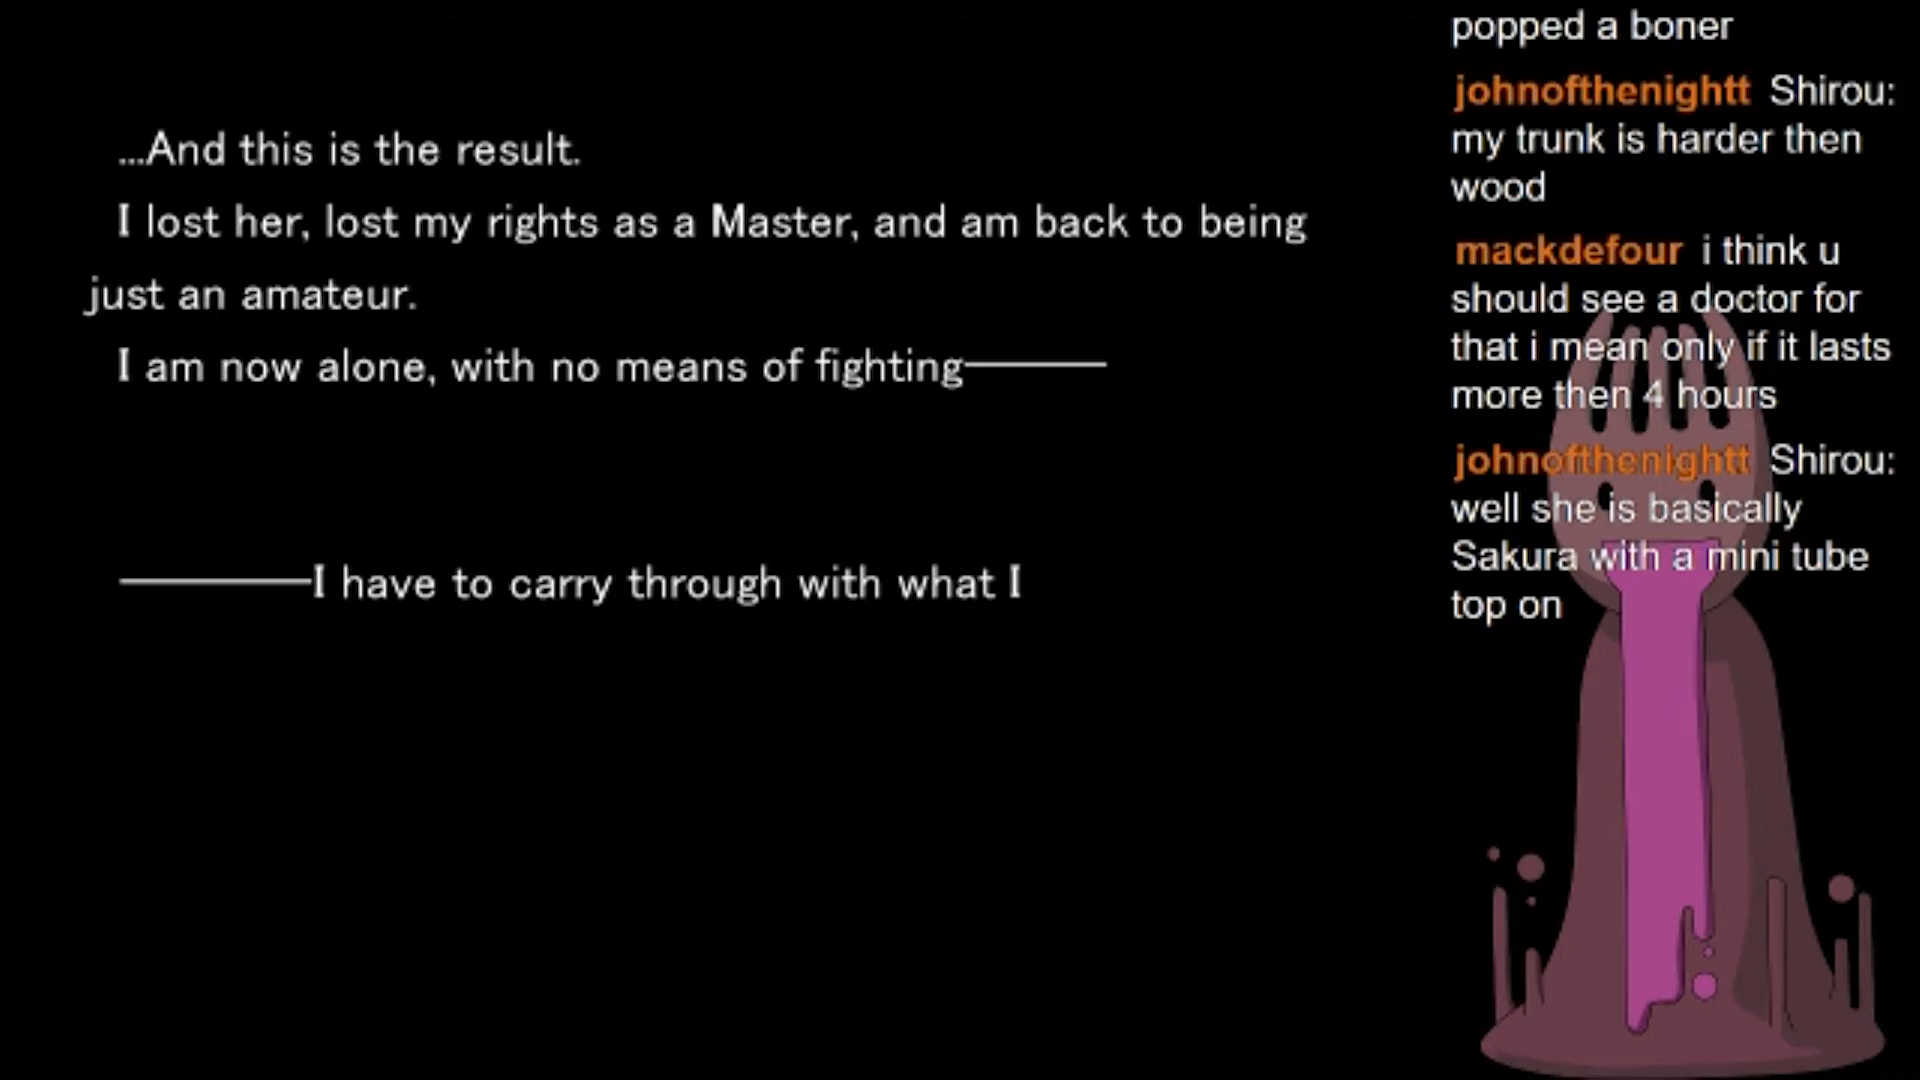 ...And this is the result.
I lost her, lost my rights as a Master, and am back to being
just an amateur.
I am now alone, with no means of fighting———
————I have to carry through with what I
popped a boner
johnofthenightt Shirou:
my trunk is harder then
wood
mackdefour i think u
should see a doctor for
that i mean only if it lasts
more then 4 hours
johnofthenightt Shirou:
well she is basically
Sakura with a mini tube
top on